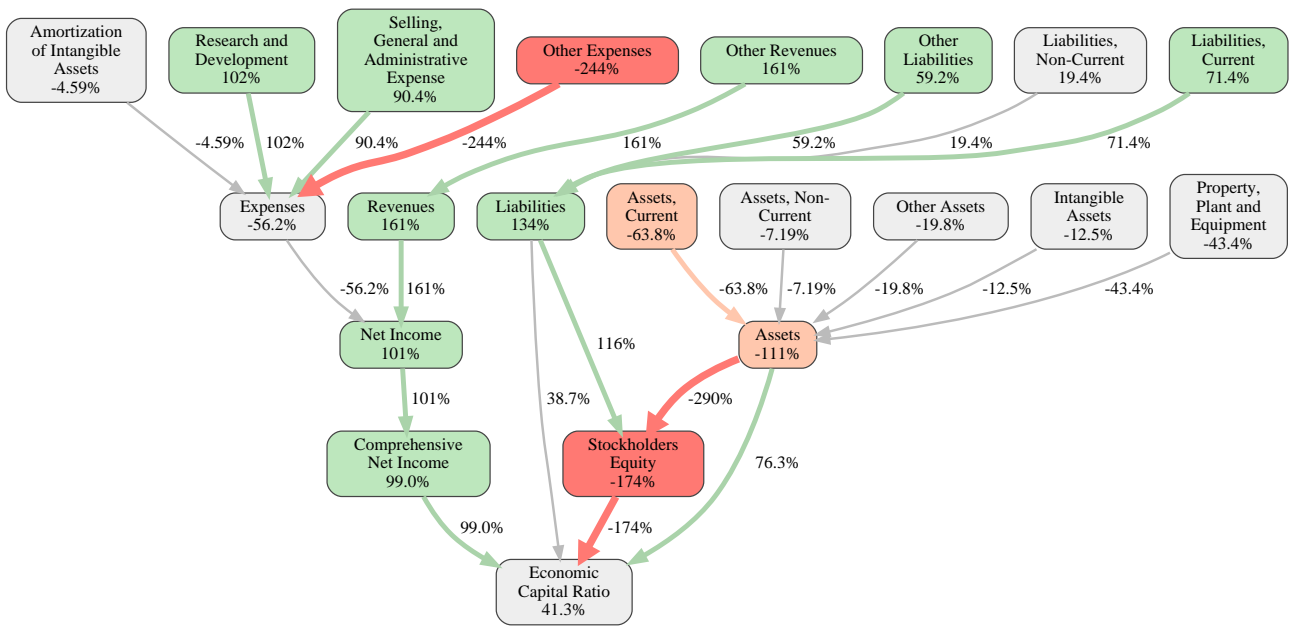 Amortization
of Intangible
Assets
-4.59%
Research and
Development
102%
Selling,
General and
Administrative
Expense
90.4%
Other Expenses
-244%
Other Revenues
161%
Other
Liabilities
59.2%
Liabilities,
Non-Current
19.4%
Liabilities,
Current
71.4%
-4.59%
102%
90.4%
-244%
161%
59.2%
19.4%
71.4%
Expenses
-56.2%
Revenues
161%
Liabilities
134%
Assets,
Current
-63.8%
Assets, Non-
Current
-7.19%
Other Assets
-19.8%
Intangible
Assets
-12.5%
Property,
Plant and
Equipment
-43.4%
-56.2%
161%
-63.8%
-7.19%
-19.8%
-12.5%
-43.4%
Net Income
101%
Assets
-111%
116%
101%
38.7%
-290%
76.3%
Comprehensive
Net Income
99.0%
Stockholders
Equity
-174%
99.0%
-174%
Economic
Capital Ratio
41.3%